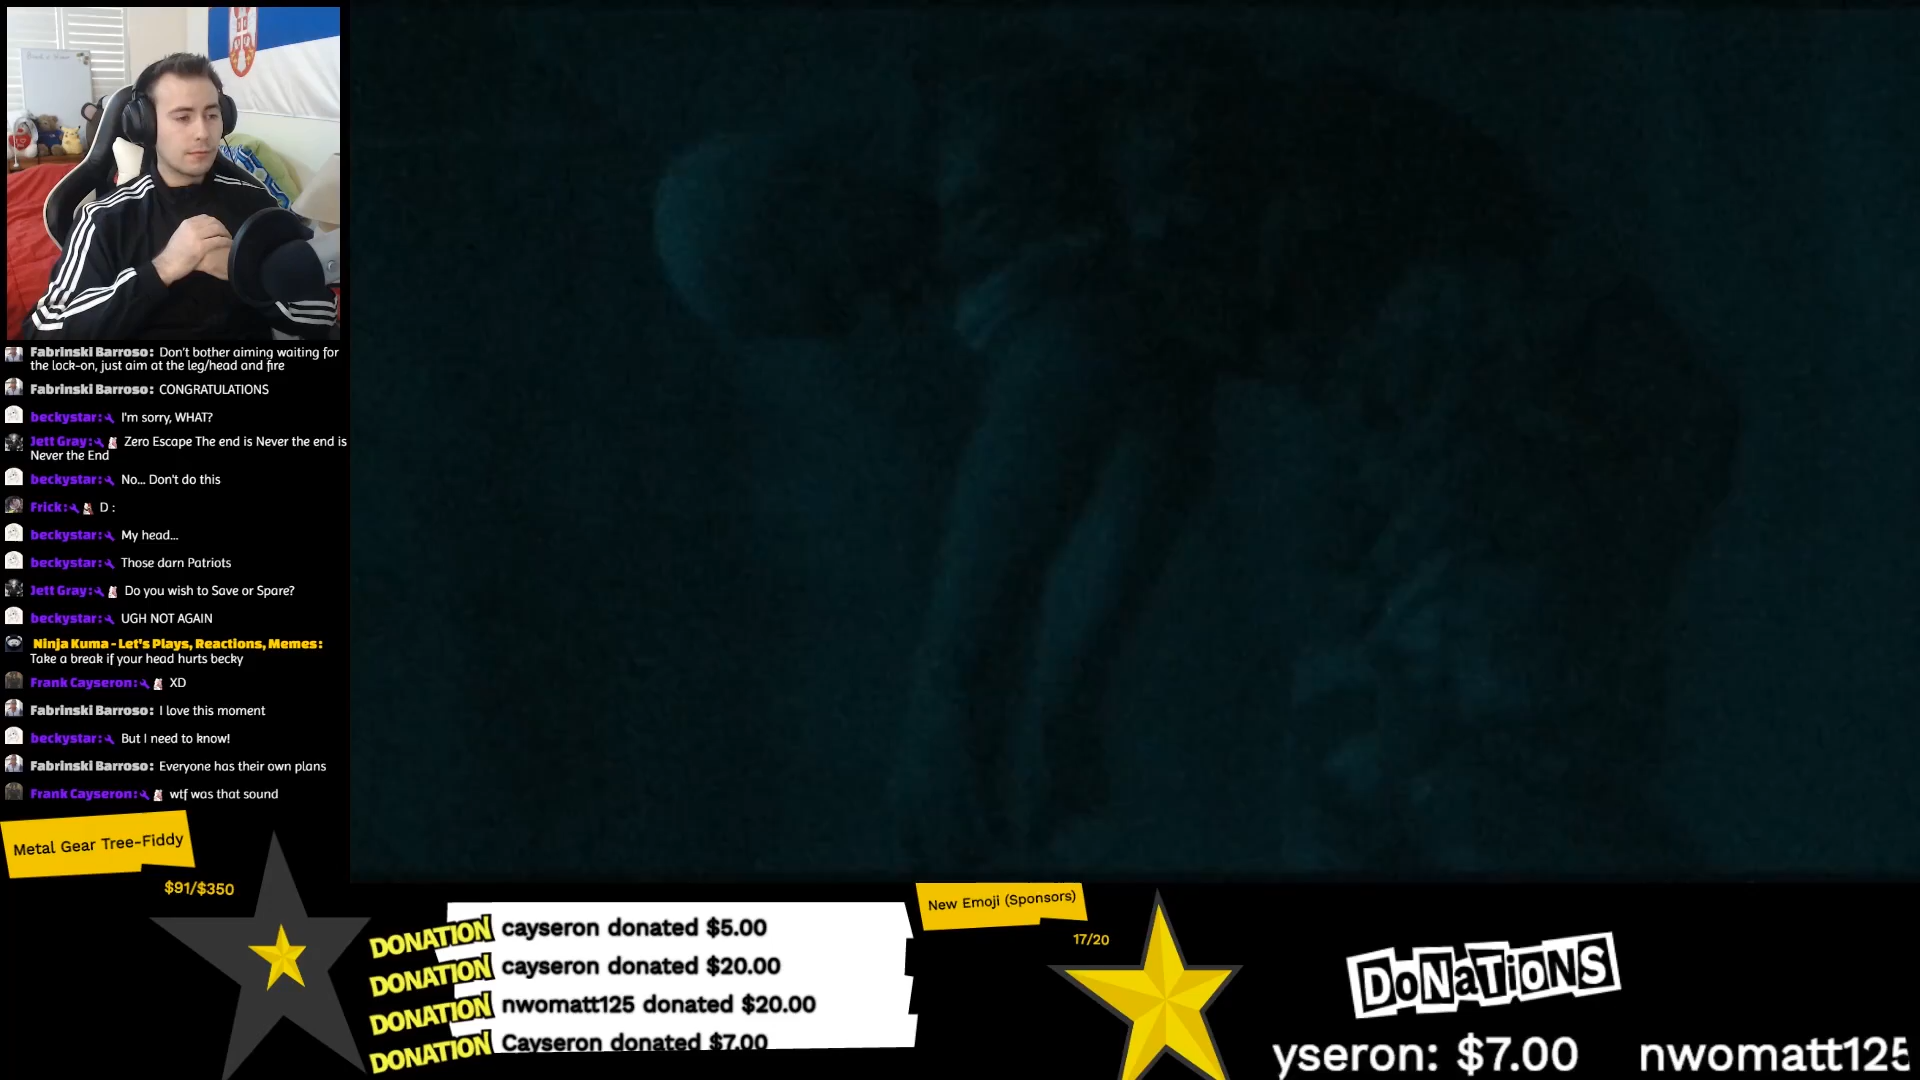 Fabrinski Barroso: Don't bother aiming waiting for
the lock-on, just aim at the leg/head and fire
Fabrinski Barroso: CONGRATULATIONS
beckystar: I'm sorry, WHAT?
Jett Gray: Zero Escape The end is Never the end is
Never the End
beckystar: No... Don't do this
Frick: D :
beckystar: My head...
beckystar: Those darn Patriots
Jett Gray: Do you wish to Save or Spare?
beckystar: UGH NOT AGAIN
Ninja Kuma - Let's Plays, Reactions, Memes:
Take a break if your head hurts becky
Frank Cayseron: XD
Fabrinski Barroso: I love this moment
beckystar: But I need to know!
Fabrinski Barroso: Everyone has their own plans
Frank Cayseron: wtf was that sound
Metal Gear Tree-Fiddy
$91/$350
DONATION cayseron donated $5.00
DONATION cayseron donated $20.00
DONATION nwomatt125 donated $20.00
DONATION Cayseron donated $7.00
New Emoji (Sponsors)
17/20
DONATIONS
yseron: $7.00 nwomatt125